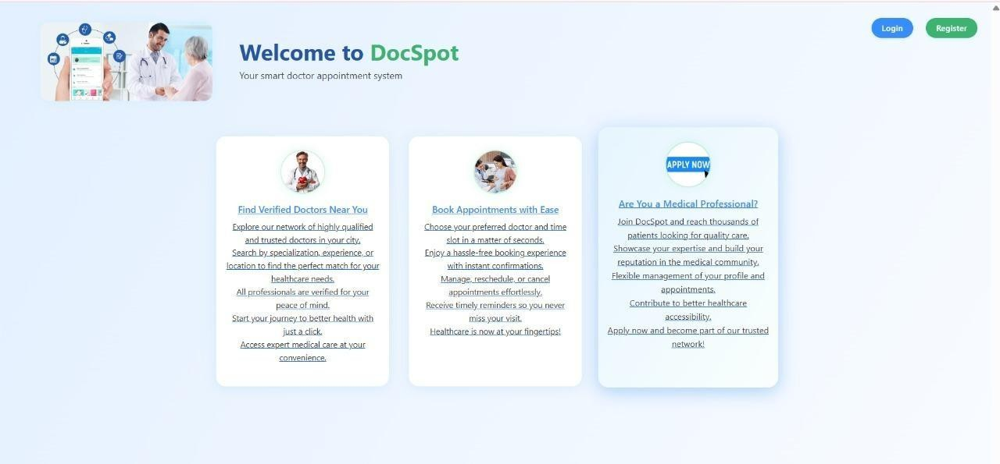 Login
Register
Welcome to DocSpot
Your smart doctor appointment system
Find Verified Doctors Near You
Explore our network of highly qualified
and trusted doctors in your city.
Search by specialization, experience, or
location to find the perfect match for your
healthcare needs.
All professionals are verified for your
peace of mind.
Start your journey to better health with
just a click.
Access expert medical care at your
convenience.
Book Appointments with Ease
Choose your preferred doctor and time
slot in a matter of seconds.
Enjoy a hassle-free booking experience
with instant confirmations.
Manage, reschedule, or cancel
appointments effortlessly.
Receive timely reminders so you never
miss your visit.
Healthcare is now at your fingertips!
APPLY NOW
Are You a Medical Professional?
Join DocSpot and reach thousands of
patients looking for quality care.
Showcase your expertise and build your
reputation in the medical community.
Flexible management of your profile and
appointments.
Contribute to better healthcare
accessibility.
Apply now and become part of our trusted
network!